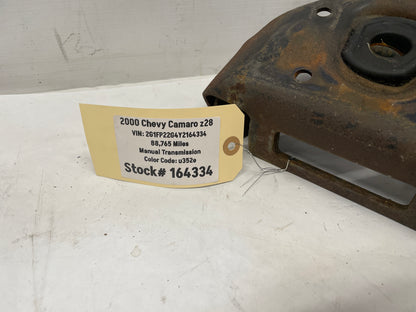 2000 Chevy Camaro z28
VIN: 2G1FP22G4Y2164334
88,765 Miles
Manual Transmission
Color Code: u352e
Stock# 164334